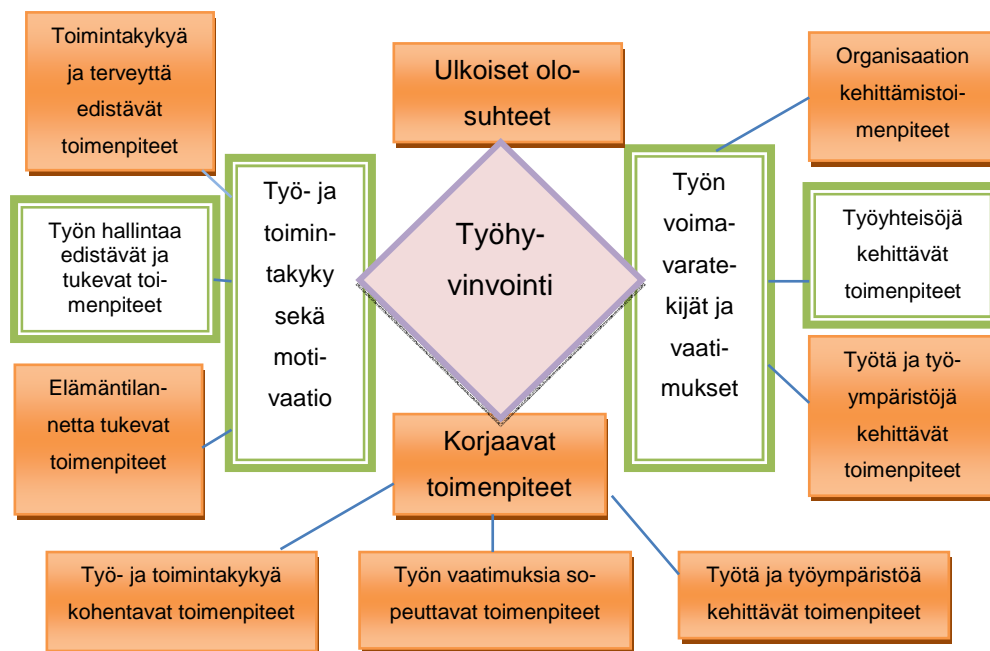 Toimintakykyä
ja terveyttä
edistävät
toimenpiteet
Ulkoiset olo-
suhteet
Organisaation
kehittämistoi-
menpiteet
Työn hallintaa
edistävät ja
tukevat toi-
menpiteet
Työ- ja
toimin-
takyky
sekä
moti-
vaatio
Työhy-
vinvointi
Työn
voima-
varate-
kijät ja
vaati-
mukset
Työyhteisöjä
kehittävät
toimenpiteet
Elämäntilan-
netta tukevat
toimenpiteet
Korjaavat
toimenpiteet
Työtä ja työ-
ympäristöjä
kehittävät
toimenpiteet
Työ- ja toimintakykyä
kohentavat toimenpiteet
Työn vaatimuksia so-
peuttavat toimenpiteet
Työtä ja työympäristöä
kehittävät toimenpiteet